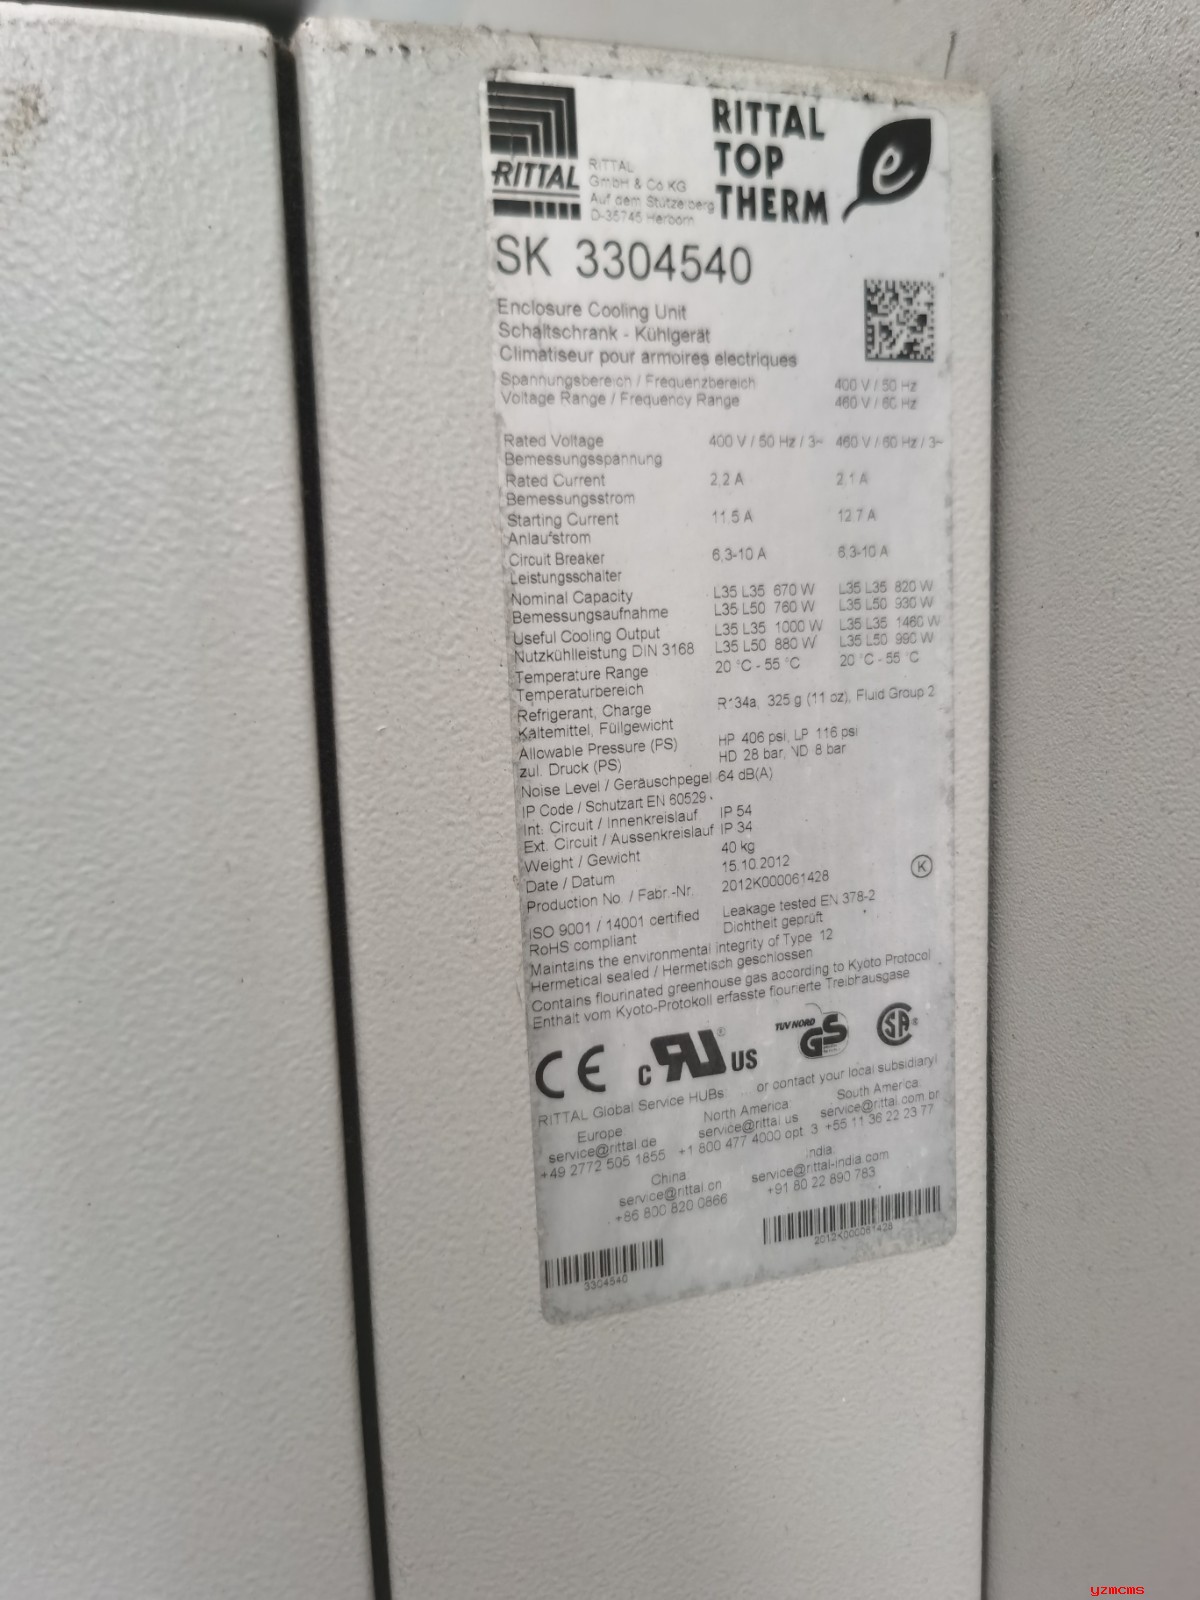 RITTAL
RITTAL
GmbH & Co KG
Auf dem Stützelberg
D-35745 Herborn
RITTAL
TOP
THERM
e
SK 3304540
Enclosure Cooling Unit
Schaltschrank - Kühlgerät
Climatiseur pour armoires electriques
Spannungsbereich / Frequenzbereich 400 V / 50 Hz
Voltage Range / Frequency Range 460 V / 60 Hz
Rated Voltage 400 V / 50 Hz / 3~ 460 V / 60 Hz / 3~
Bemessungsspannung
Rated Current 2,2 A 2,1 A
Bemessungsstrom
Starting Current 11,5 A 12,7 A
Anlaufstrom
Circuit Breaker 6,3-10 A 6,3-10 A
Leistungsschalter
Nominal Capacity L35 L35 670 W L35 L35 820 W
Bemessungsaufnahme L35 L50 760 W L35 L50 930 W
Useful Cooling Output L35 L35 1000 W L35 L35 1460 W
Nutzkühlleistung DIN 3168 L35 L50 880 W L35 L50 990 W
Temperature Range 20 °C - 55 °C 20 °C - 55 °C
Temperaturbereich
Refrigerant, Charge R134a, 325 g (11 oz), Fluid Group 2
Kältemittel, Füllgewicht
Allowable Pressure (PS) HP 406 psi, LP 116 psi
zul. Druck (PS) HD 28 bar, ND 8 bar
Noise Level / Geräuschpegel 64 dB(A)
IP Code / Schutzart EN 60529
Int. Circuit / Innenkreislauf IP 54
Ext. Circuit / Aussenkreislauf IP 34
Weight / Gewicht 40 kg
Date / Datum 15.10.2012
Production No. / Fabr.-Nr. 2012K000061428
K
ISO 9001 / 14001 certified Leakage tested EN 378-2
RoHS compliant Dichtheit geprüft
Maintains the environmental integrity of Type 12
Hermetical sealed / Hermetisch geschlossen
Contains flourinated greenhouse gas according to Kyoto Protocol
Enthält vom Kyoto-Protokoll erfasste flourierte Treibhausgase
CE c RU ® US TUV NORD GS SA ®
RITTAL Global Service HUBs or contact your local subsidiary!
Europe North America South America
service@rittal.de service@rittal.us service@rittal.com.br
+49 2772 505 1855 +1 800 477 4000 opt 3 +55 11 36 22 23 77
China India
service@rittal.cn service@rittal-india.com
+86 800 820 0866 +91 80 22 890 783
3304540 2012K000061428
yzmcms